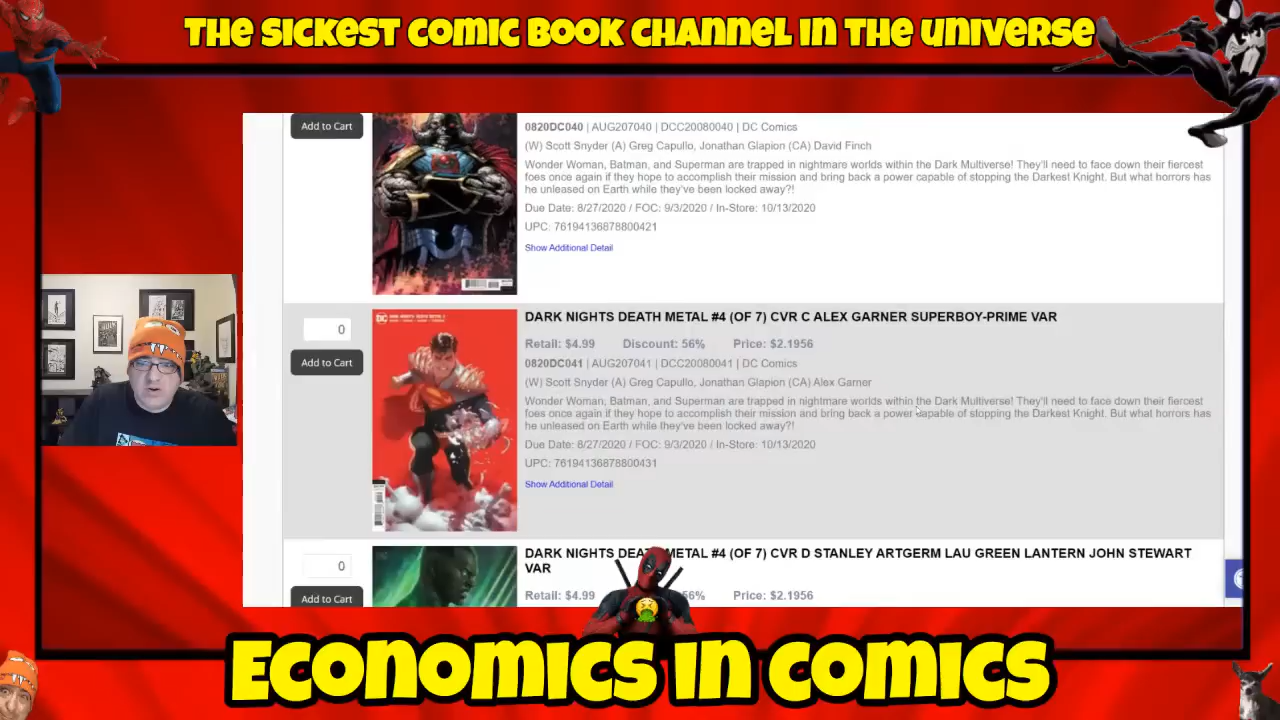 THE SICKEST COMIC BOOK CHANNEL IN THE UNIVERSE
Add to Cart
0820DC040 | AUG207040 | DCC20080040 | DC Comics
(W) Scott Snyder (A) Greg Capullo, Jonathan Glapion (CA) David Finch
Wonder Woman, Batman, and Superman are trapped in nightmare worlds within the Dark Multiverse! They'll need to face down their fiercest
foes once again if they hope to accomplish their mission and bring back a power capable of stopping the Darkest Knight. But what horrors has
he unleased on Earth while they've been locked away?!
Due Date: 8/27/2020 / FOC: 9/3/2020 / In-Store: 10/13/2020
UPC: 76194136878800421
Show Additional Detail
0
Add to Cart
DC
DARK NIGHTS DEATH METAL #4 (OF 7) CVR C ALEX GARNER SUPERBOY-PRIME VAR
Retail: $4.99 Discount: 56% Price: $2.1956
0820DC041 | AUG207041 | DCC20080041 | DC Comics
(W) Scott Snyder (A) Greg Capullo, Jonathan Glapion (CA) Alex Garner
Wonder Woman, Batman, and Superman are trapped in nightmare worlds within the Dark Multiverse! They'll need to face down their fiercest
foes once again if they hope to accomplish their mission and bring back a power capable of stopping the Darkest Knight. But what horrors has
he unleased on Earth while they've been locked away?!
Due Date: 8/27/2020 / FOC: 9/3/2020 / In-Store: 10/13/2020
UPC: 76194136878800431
Show Additional Detail
0
Add to Cart
DARK NIGHTS DEATH METAL #4 (OF 7) CVR D STANLEY ARTGERM LAU GREEN LANTERN JOHN STEWART
VAR
Retail: $4.99 56% Price: $2.1956
ECONOMICS IN COMICS